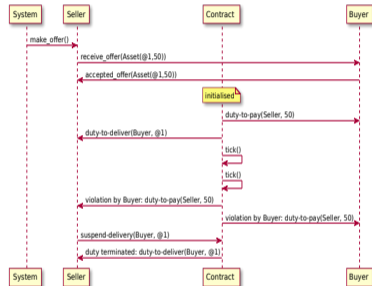 System Seller Contract Buyer
make_offer()
receive_offer(Asset(@1,50))
accepted_offer(Asset(@1,50))
initialised
duty-to-pay(Seller, 50)
duty-to-deliver(Buyer, @1)
tick()
tick()
violation by Buyer: duty-to-pay(Seller, 50)
violation by Buyer: duty-to-pay(Seller, 50)
suspend-delivery(Buyer, @1)
duty terminated: duty-to-deliver(Buyer, @1)
System Seller Contract Buyer